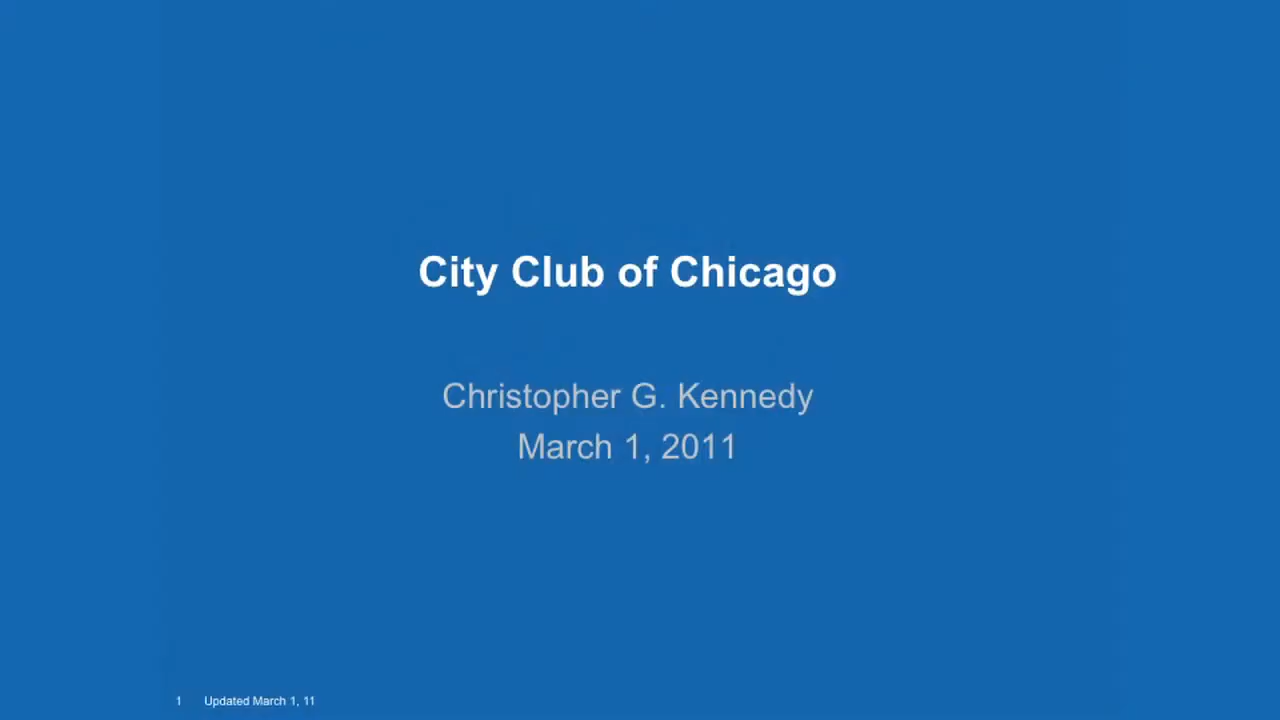 City Club of Chicago
Christopher G. Kennedy
March 1, 2011
1 Updated March 1, 11